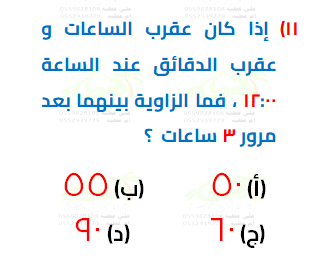 ١١) إذا كان عقرب الساعات و
عقرب الدقائق عند الساعة
١٢:٠٠ ، فما الزاوية بينهما بعد
مرور ٣ ساعات ؟
(أ) ٥٠ (ب) ٥٥
(ج) ٦٠ (د) ٩٠